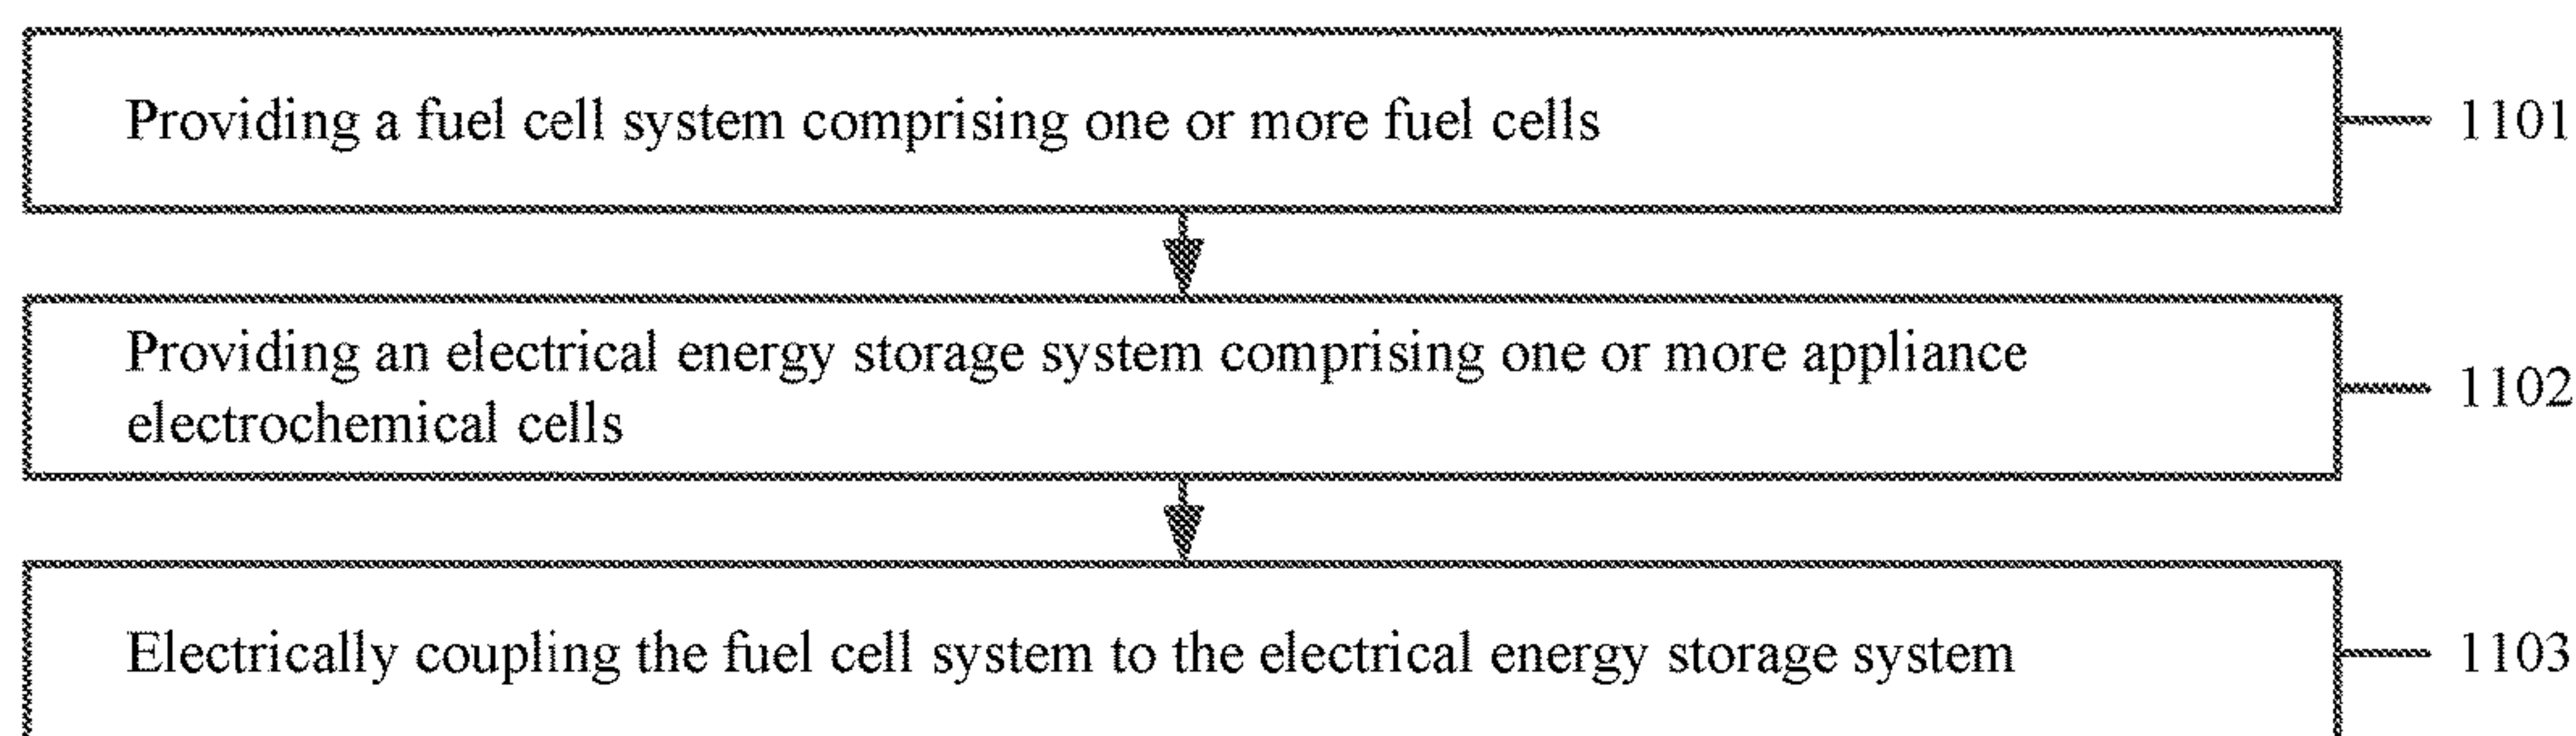 Providing a fuel cell system comprising one or more fuel cells
1101
Providing an electrical energy storage system comprising one or more appliance
electrochemical cells
1102
Electrically coupling the fuel cell system to the electrical energy storage system
1103